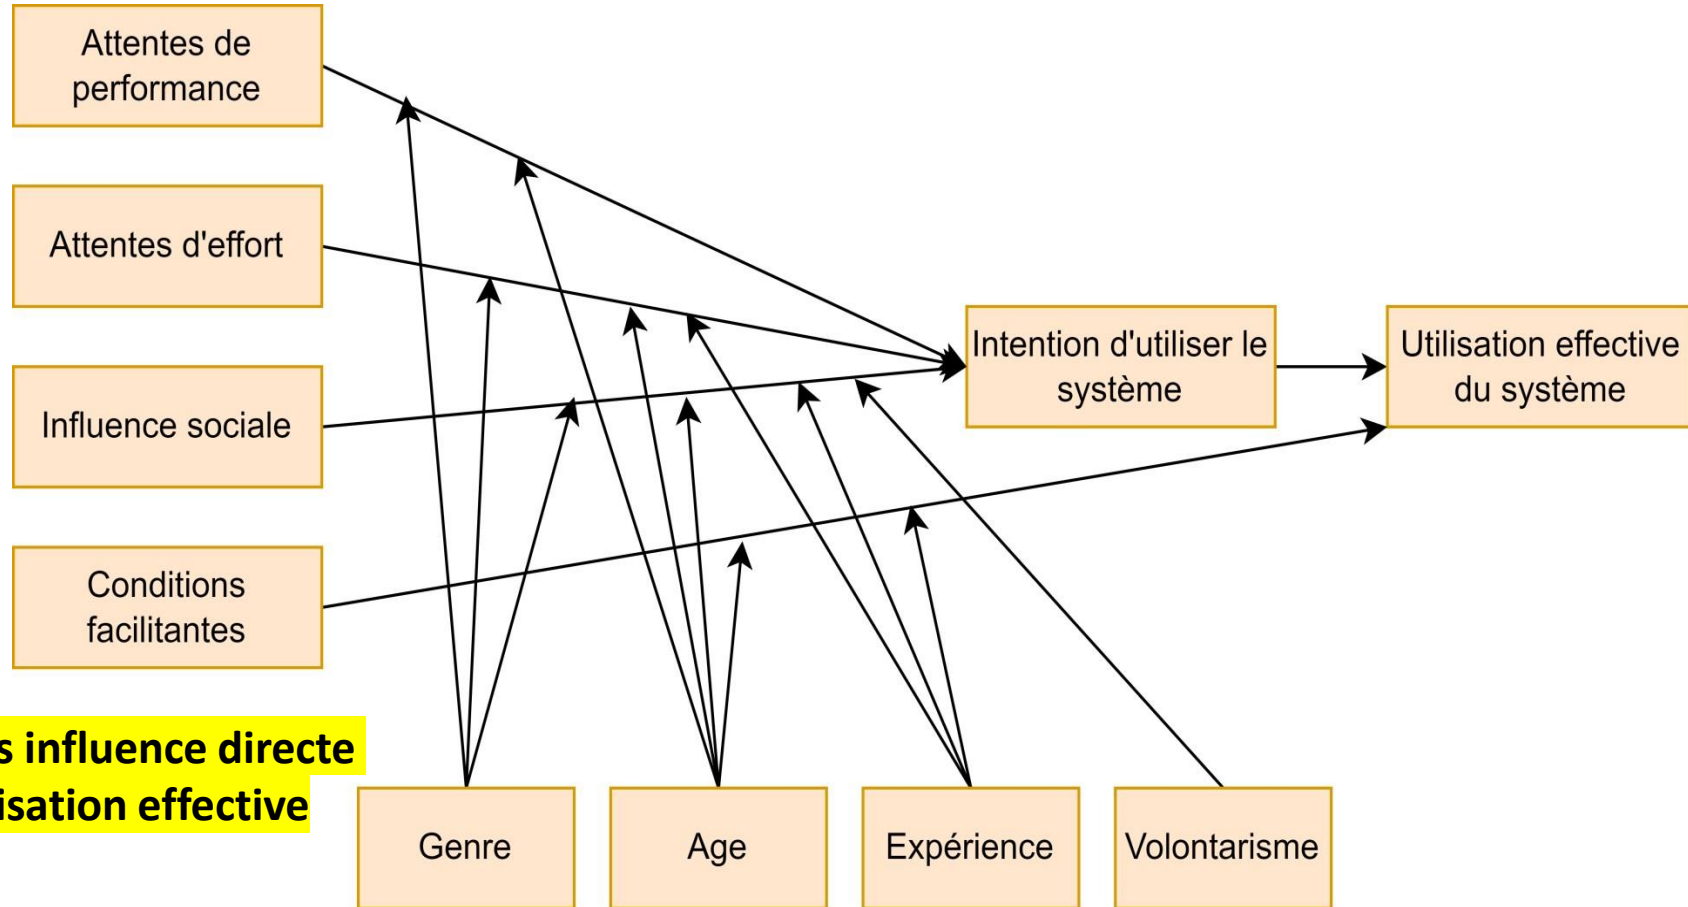 Attentes de
performance
Attentes d'effort
Influence sociale
Conditions
facilitantes
Intention d'utiliser le
système
Utilisation effective
du système
influence directe
effective
Genre
Age
Expérience
Volontarisme